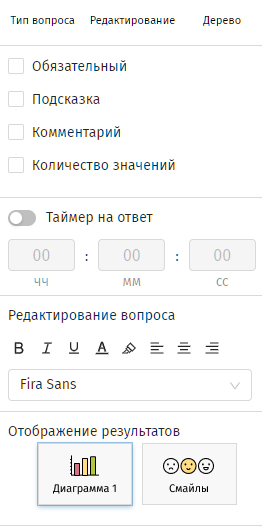 Тип вопроса Редактирование Дерево
Обязательный
Подсказка
Комментарий
Количество значений
Таймер на ответ
00 : 00 : 00
чч мм сс
Редактирование вопроса
B I U A
Fira Sans
Отображение результатов
Диаграмма 1 Смайлы